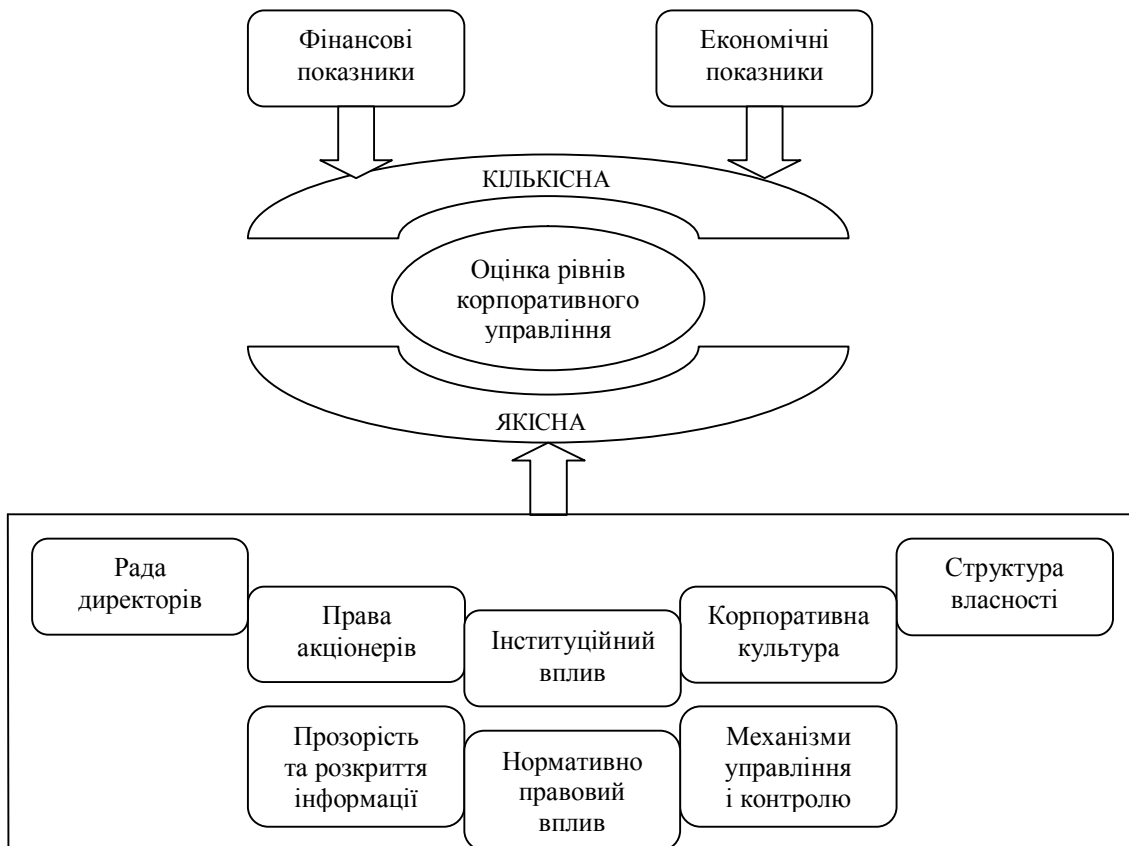 Фінансові
показники
Економічні
показники
КІЛЬКІСНА
Оцінка рівнів
корпоративного
управління
ЯКІСНА
Рада
директорів
Права
акціонерів
Інституційний
вплив
Корпоративна
культура
Структура
власності
Прозорість
та розкриття
інформації
Нормативно
правовий
вплив
Механізми
управління
і контролю